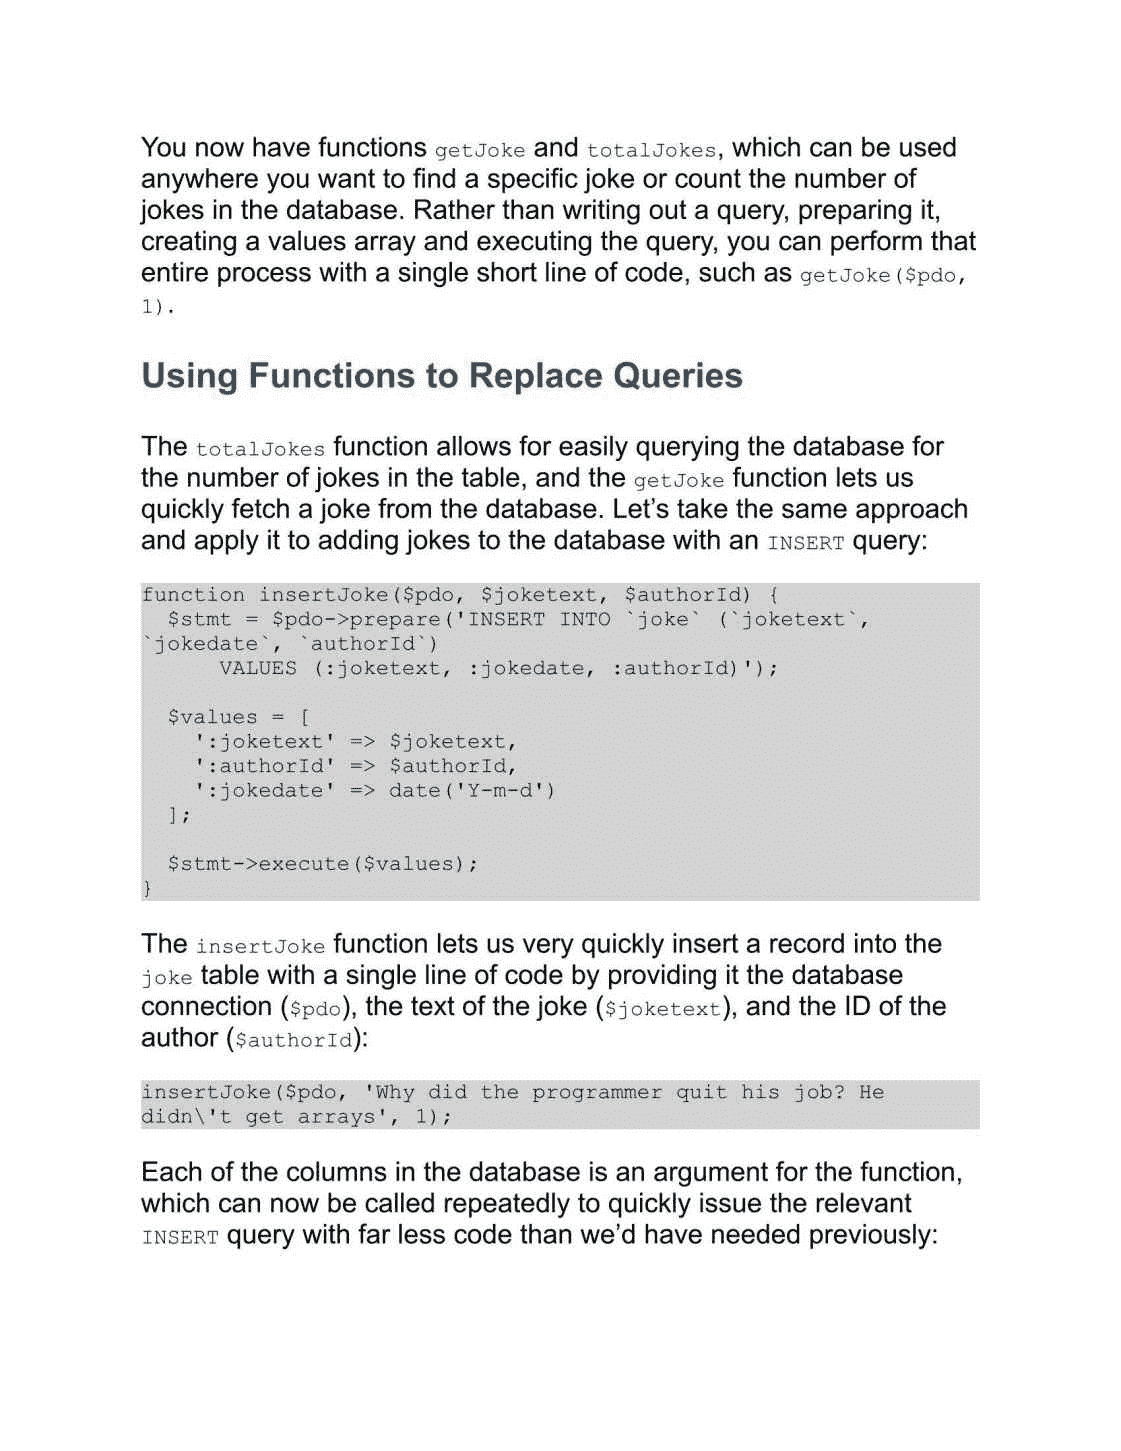 You now have functions getJoke and totalJokes, which can be used
anywhere you want to find a specific joke or count the number of
jokes in the database. Rather than writing out a query, preparing it,
creating a values array and executing the query, you can perform that
entire process with a single short line of code, such as getJoke($pdo,
1).
Using Functions to Replace Queries
The totalJokes function allows for easily querying the database for
the number of jokes in the table, and the getJoke function lets us
quickly fetch a joke from the database. Let’s take the same approach
and apply it to adding jokes to the database with an INSERT query:
function insertJoke($pdo, $joketext, $authorId) {
  $stmt = $pdo->prepare('INSERT INTO `joke` (`joketext`,
`jokedate`, `authorId`)
      VALUES (:joketext, :jokedate, :authorId)');
  $values = [
    ':joketext' => $joketext,
    ':authorId' => $authorId,
    ':jokedate' => date('Y-m-d')
  ];
  $stmt->execute($values);
}
The insertJoke function lets us very quickly insert a record into the
joke table with a single line of code by providing it the database
connection ($pdo), the text of the joke ($joketext), and the ID of the
author ($authorId):
insertJoke($pdo, 'Why did the programmer quit his job? He
didn\'t get arrays', 1);
Each of the columns in the database is an argument for the function,
which can now be called repeatedly to quickly issue the relevant
INSERT query with far less code than we’d have needed previously: